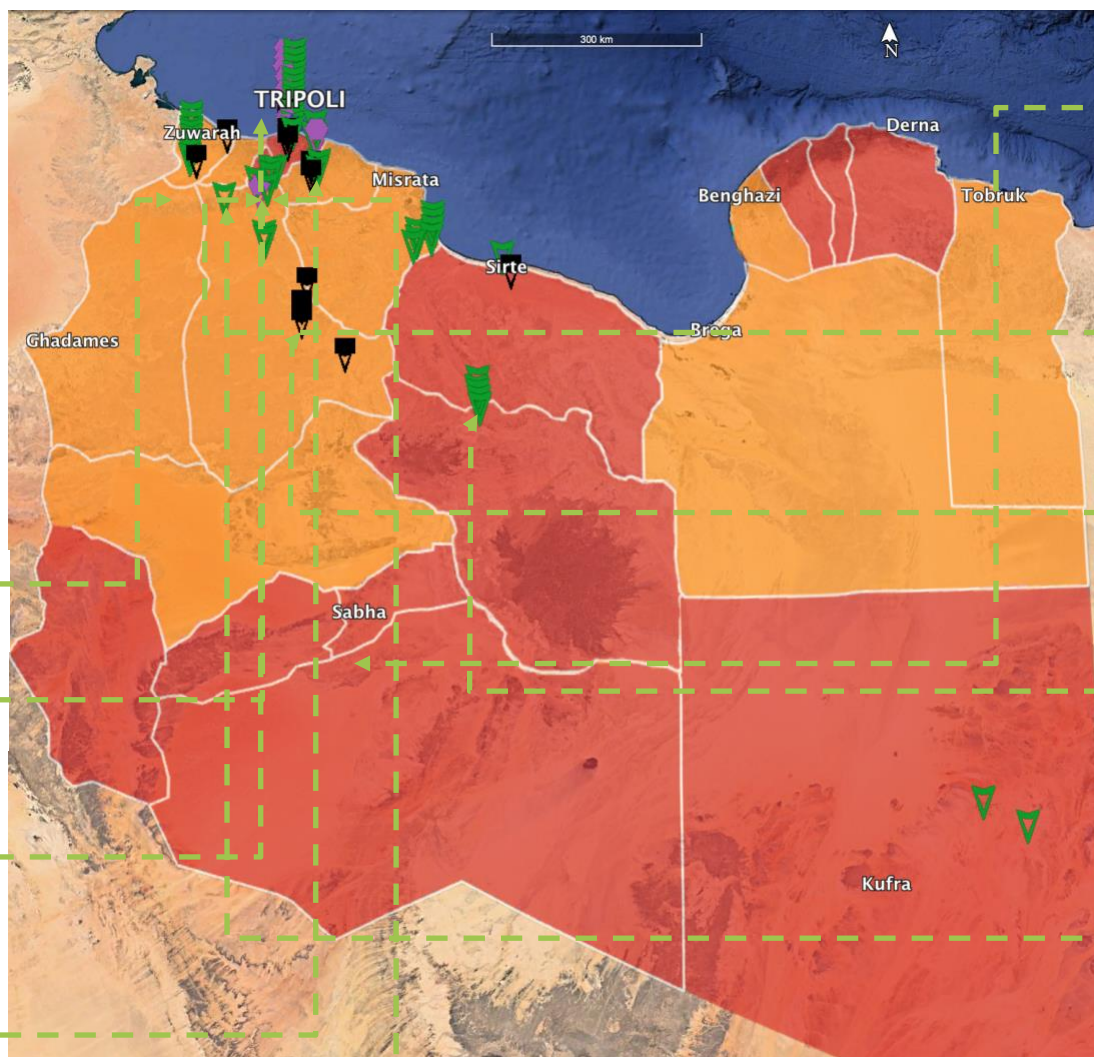 300 km
N
TRIPOLI
Zuwarah
Derna
Misrata
Benghazi
Tobruk
Sirte
Brega
Ghadames
Sabha
Kufra